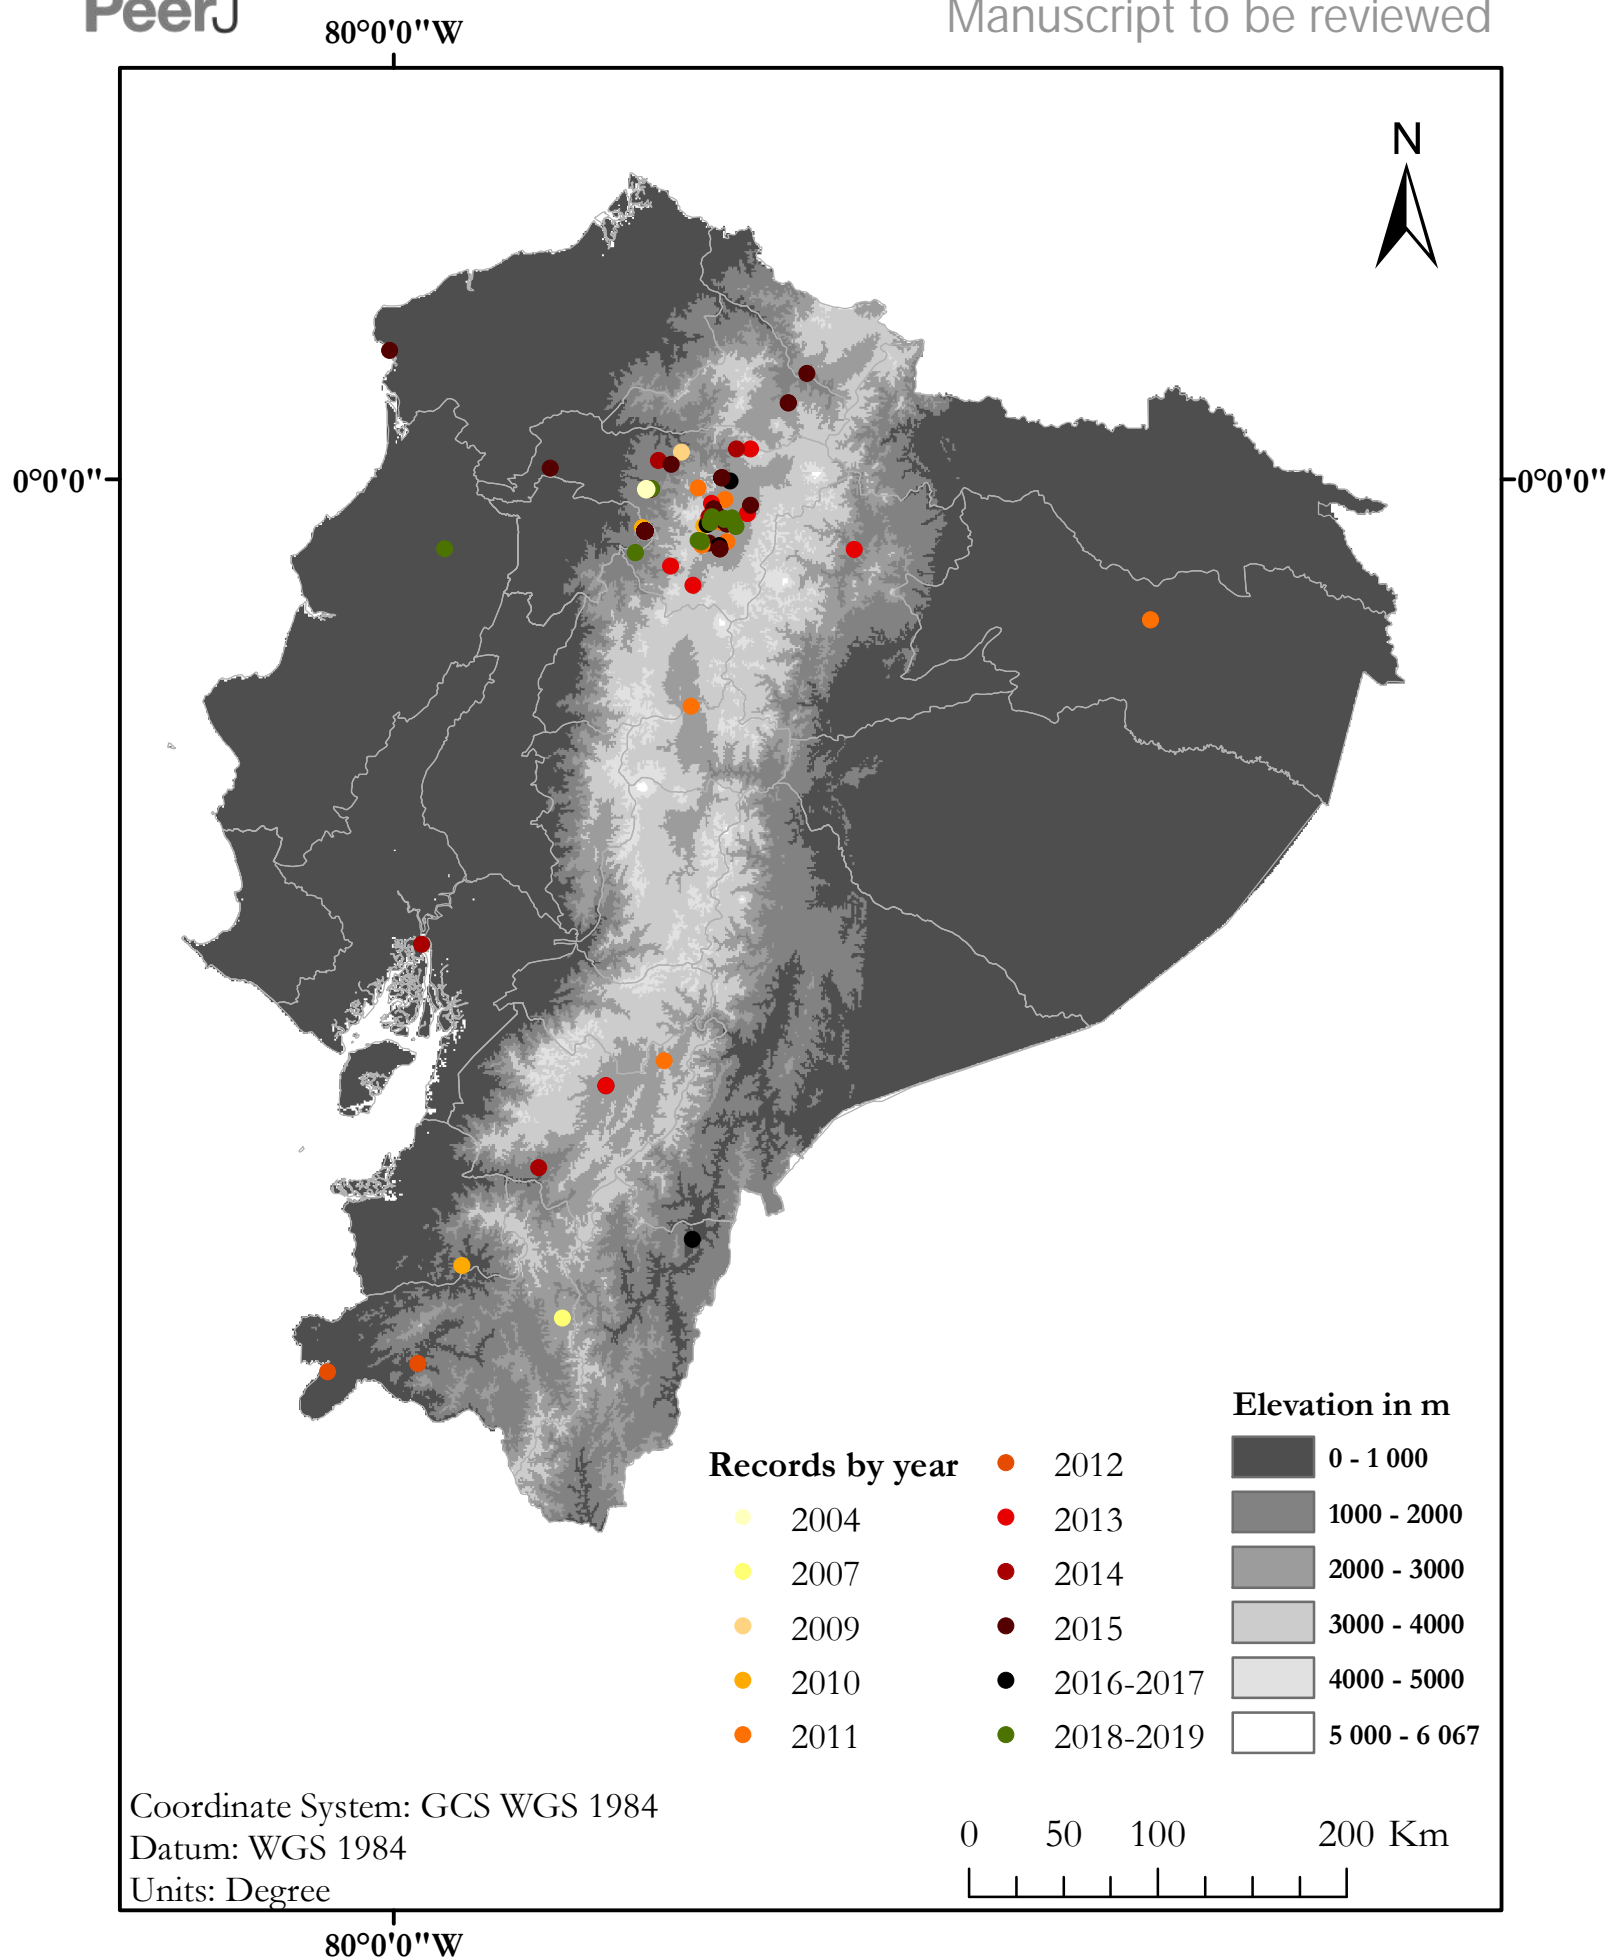 PeerJ
Manuscript to be reviewed
80°0'0"W
N
0°0'0"
0°0'0"
Records by year
2004
2007
2009
2010
2011
2012
2013
2014
2015
2016-2017
2018-2019
Elevation in m
0 - 1 000
1000 - 2000
2000 - 3000
3000 - 4000
4000 - 5000
5 000 - 6 067
Coordinate System: GCS WGS 1984
Datum: WGS 1984
Units: Degree
0 50 100 200 Km
80°0'0"W